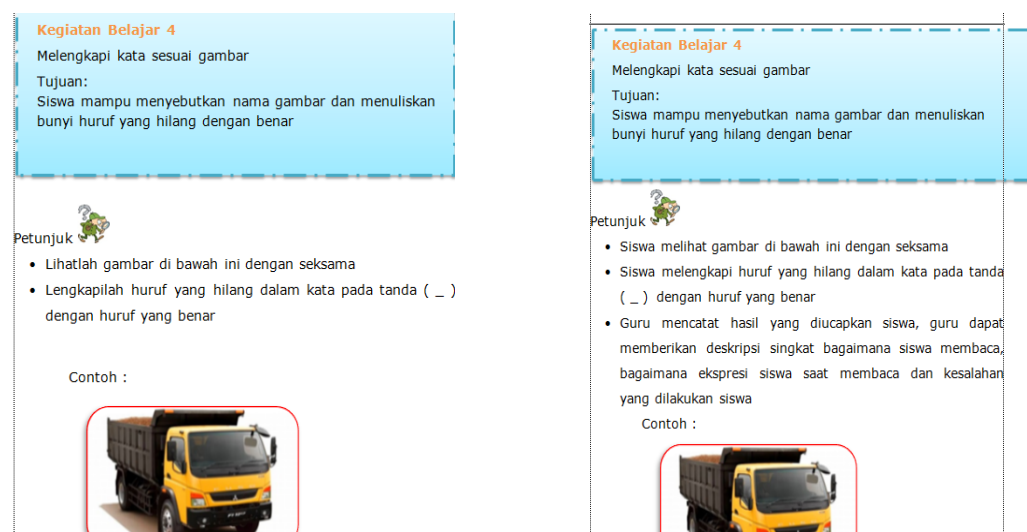 Kegiatan Belajar 4
Melengkapi kata sesuai gambar
Tujuan:
Siswa mampu menyebutkan nama gambar dan menuliskan
bunyi huruf yang hilang dengan benar
Petunjuk
• Lihatlah gambar di bawah ini dengan seksama
• Lengkapilah huruf yang hilang dalam kata pada tanda ( _ )
dengan huruf yang benar
Contoh :
Kegiatan Belajar 4
Melengkapi kata sesuai gambar
Tujuan:
Siswa mampu menyebutkan nama gambar dan menuliskan
bunyi huruf yang hilang dengan benar
Petunjuk
• Siswa melihat gambar di bawah ini dengan seksama
• Siswa melengkapi huruf yang hilang dalam kata pada tanda
( _ ) dengan huruf yang benar
• Guru mencatat hasil yang diucapkan siswa, guru dapat
memberikan deskripsi singkat bagaimana siswa membaca,
bagaimana ekspresi siswa saat membaca dan kesalahan
yang dilakukan siswa
Contoh :